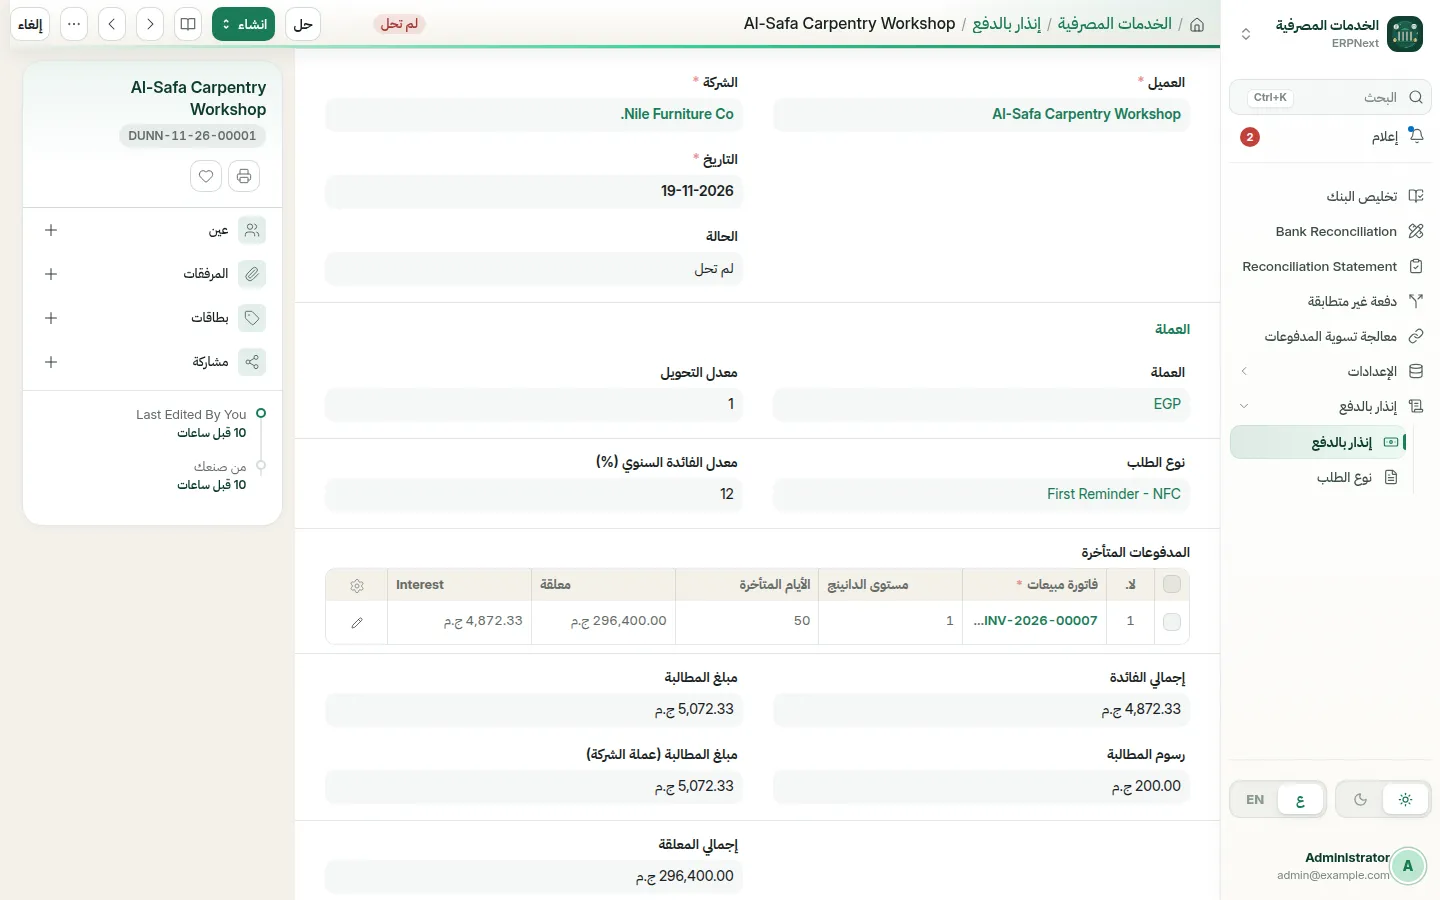 الخدمات المصرفية
ERPNext
البحث
Ctrl+K
إعلام
2
تخليص البنك
Bank Reconciliation
Reconciliation Statement
دفعة غير متطابقة
معالجة تسوية المدفوعات
الإعدادات
إنذار بالدفع
إنذار بالدفع
نوع الطلب
ع
EN
Administrator
admin@example.com
A
الخدمات المصرفية / إنذار بالدفع / Al-Safa Carpentry Workshop
لم تحل
حل
انشاء
إلغاء
العميل *
Al-Safa Carpentry Workshop
الشركة *
Nile Furniture Co.
التاريخ *
19-11-2026
الحالة
لم تحل
العملة
العملة
EGP
معدل التحويل
1
نوع الطلب
First Reminder - NFC
معدل الفائدة السنوي (%)
12
المدفوعات المتأخرة
لا. فاتورة مبيعات * مستوى الدانينج الأيام المتأخرة معلقة Interest
1 INV-2026-00007... 1 50 296,400.00 ج.م 4,872.33 ج.م
إجمالي الفائدة
4,872.33 ج.م
مبلغ المطالبة
5,072.33 ج.م
رسوم المطالبة
200.00 ج.م
مبلغ المطالبة (عملة الشركة)
5,072.33 ج.م
إجمالي المعلقة
296,400.00 ج.م
Al-Safa Carpentry
Workshop
DUNN-11-26-00001
عين
المرفقات
بطاقات
مشاركة
Last Edited By You
10 قبل ساعات
من صنعك
10 قبل ساعات